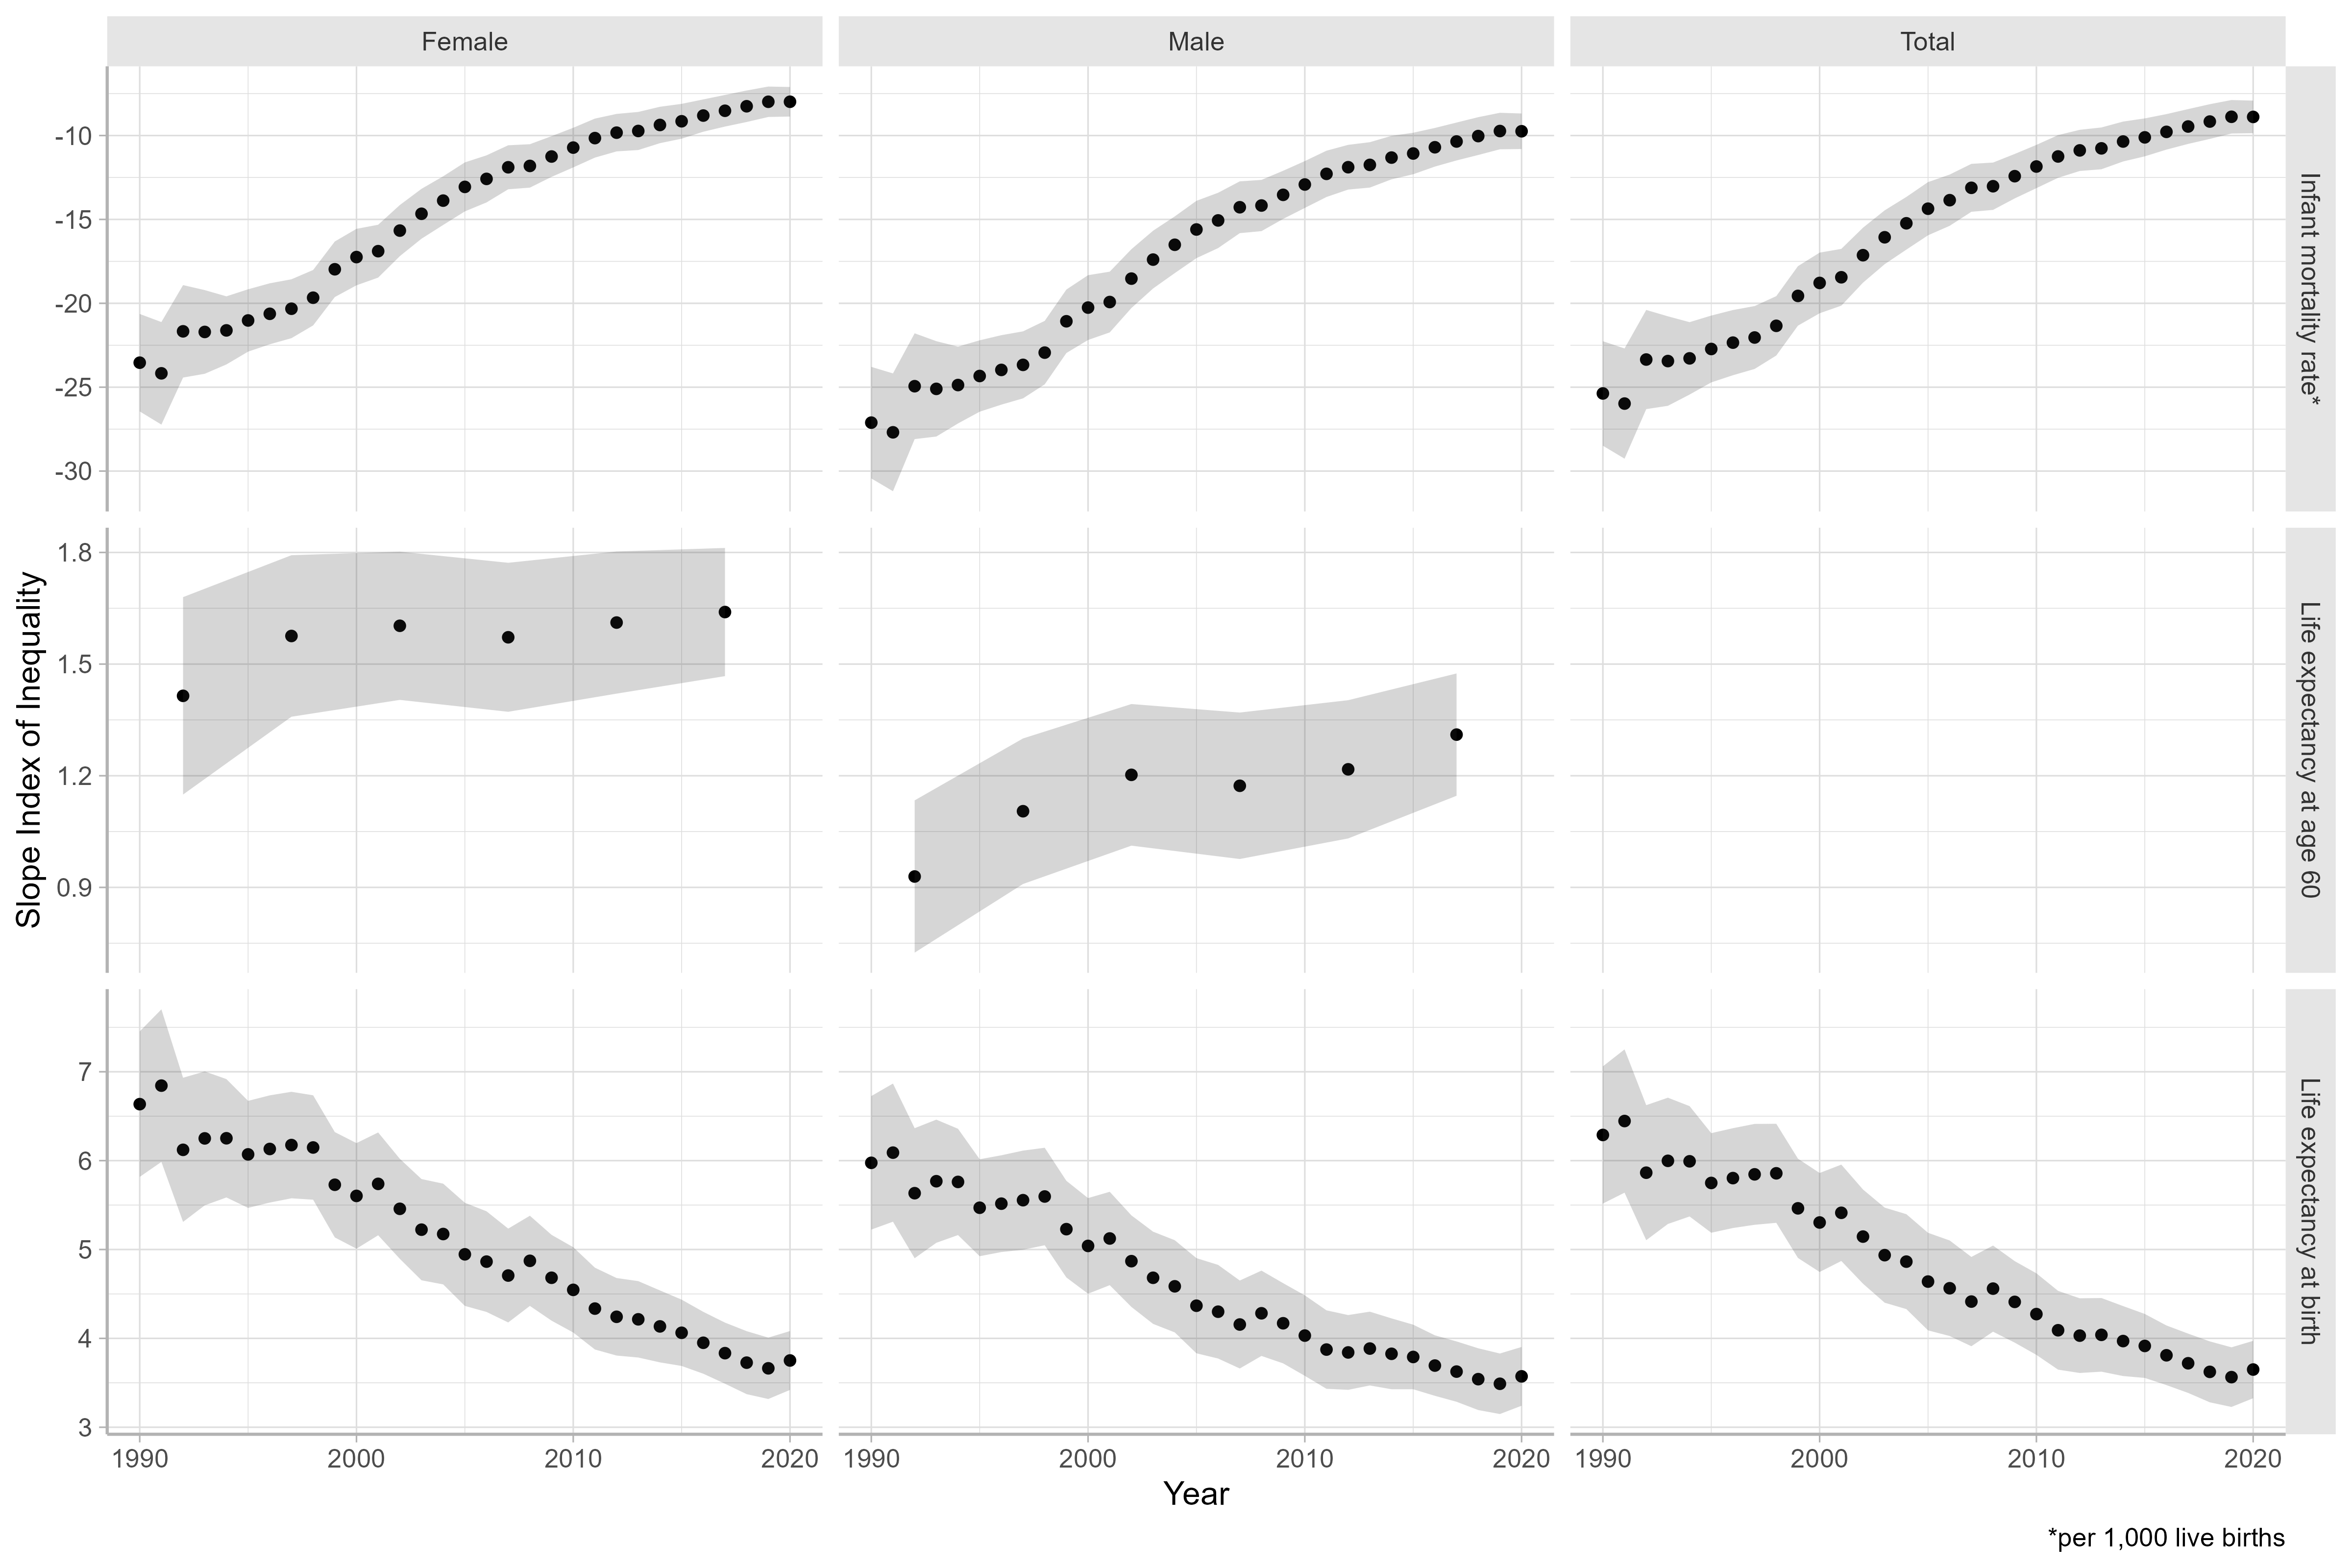 Female
Male
Total
-10
-15
-20
-25
-30
Infant mortality rate*
Slope Index of Inequality
1.8
1.5
1.2
0.9
Life expectancy at age 60
7
6
5
4
3
Life expectancy at birth
1990
2000
2010
2020
1990
2000
2010
2020
1990
2000
2010
2020
Year
*per 1,000 live births